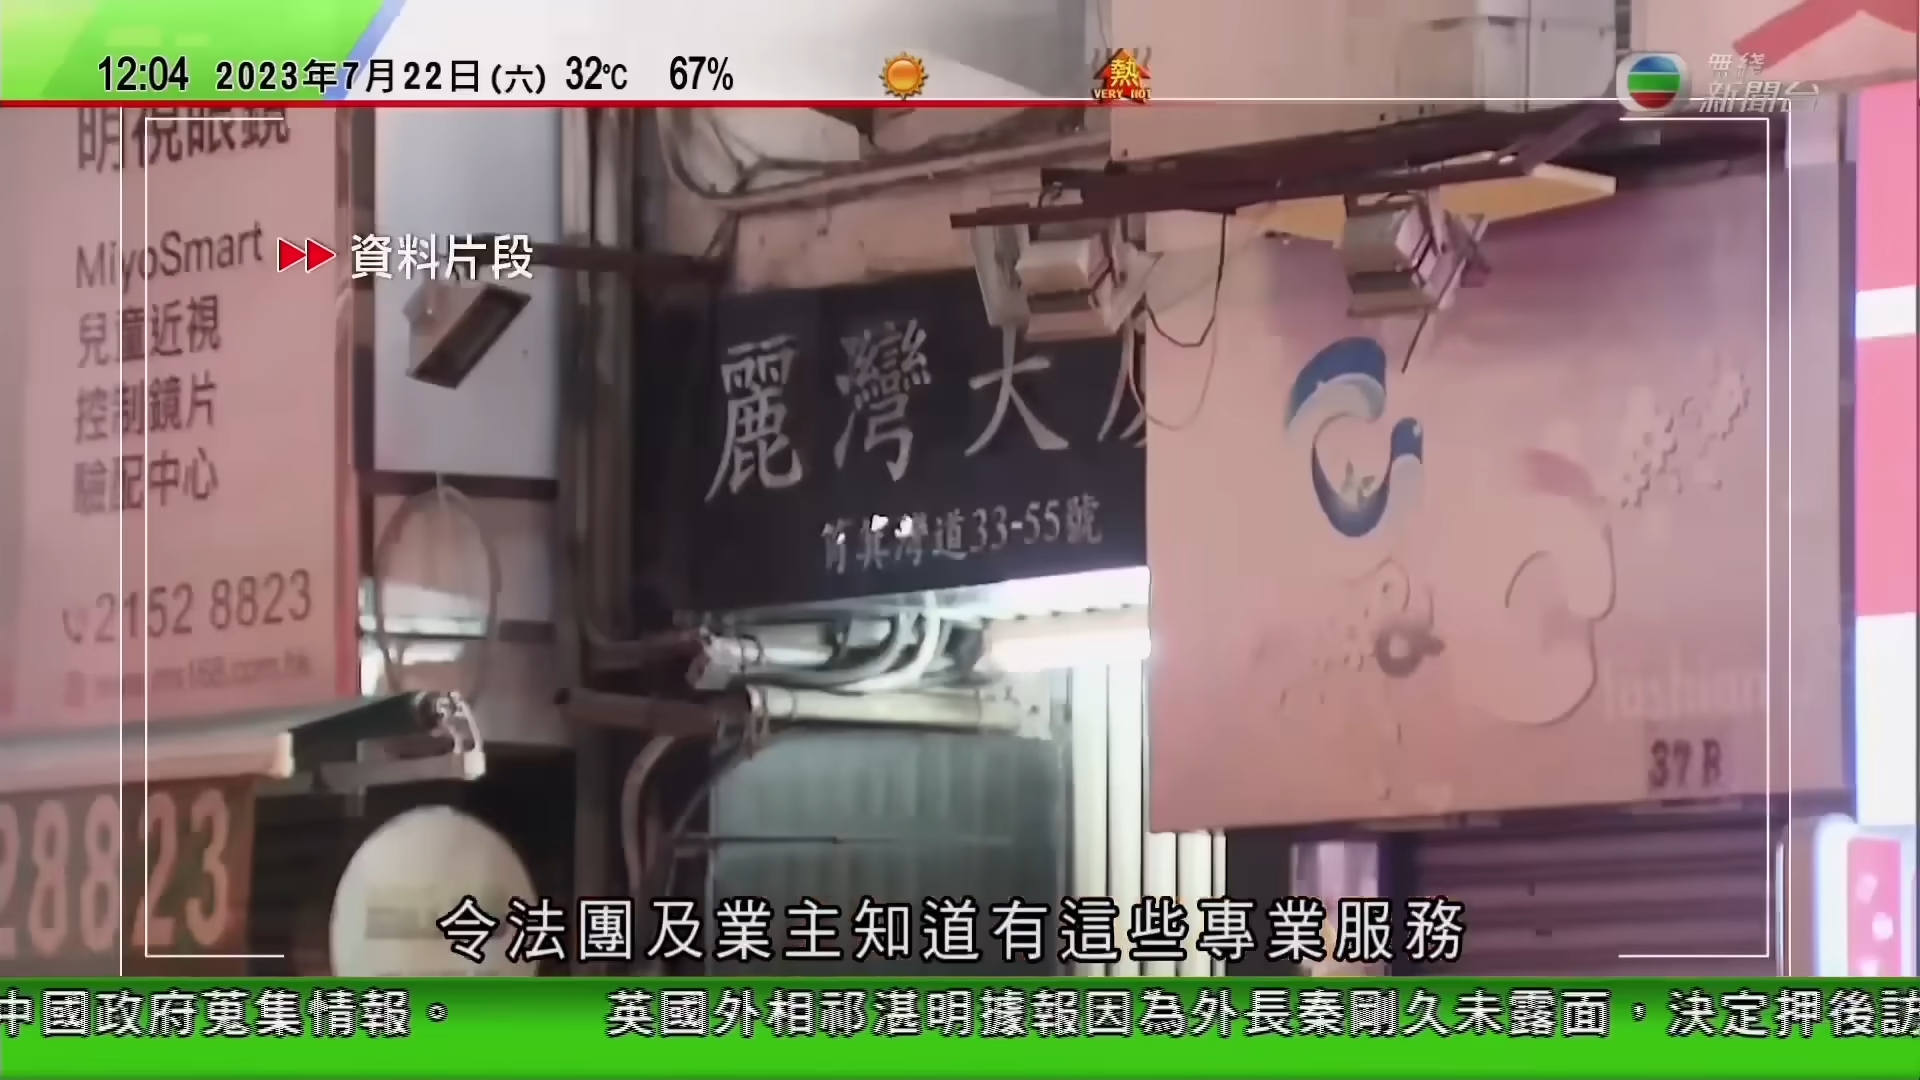 12:04 2023年7月22日(六) 32℃ 67%
熱
VERY HOT
無綫
新聞台
明視眼鏡
MiyoSmart
兒童近視
控制鏡片
驗配中心
2152 8823
資料片段
麗灣大
筲箕灣道33-55號
fashion
37B
28823
令法團及業主知道有這些專業服務
中國政府蒐集情報。 英國外相祁湛明據報因為外長秦剛久未露面，決定押後訪